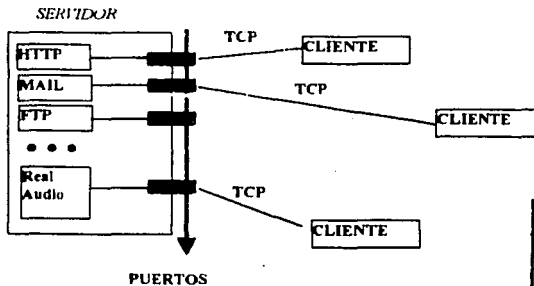 SERVIDOR
HTTP
MAIL
FTP
Real
Audio
TCP
CLIENTE
TCP
CLIENTE
TCP
CLIENTE
PUERTOS